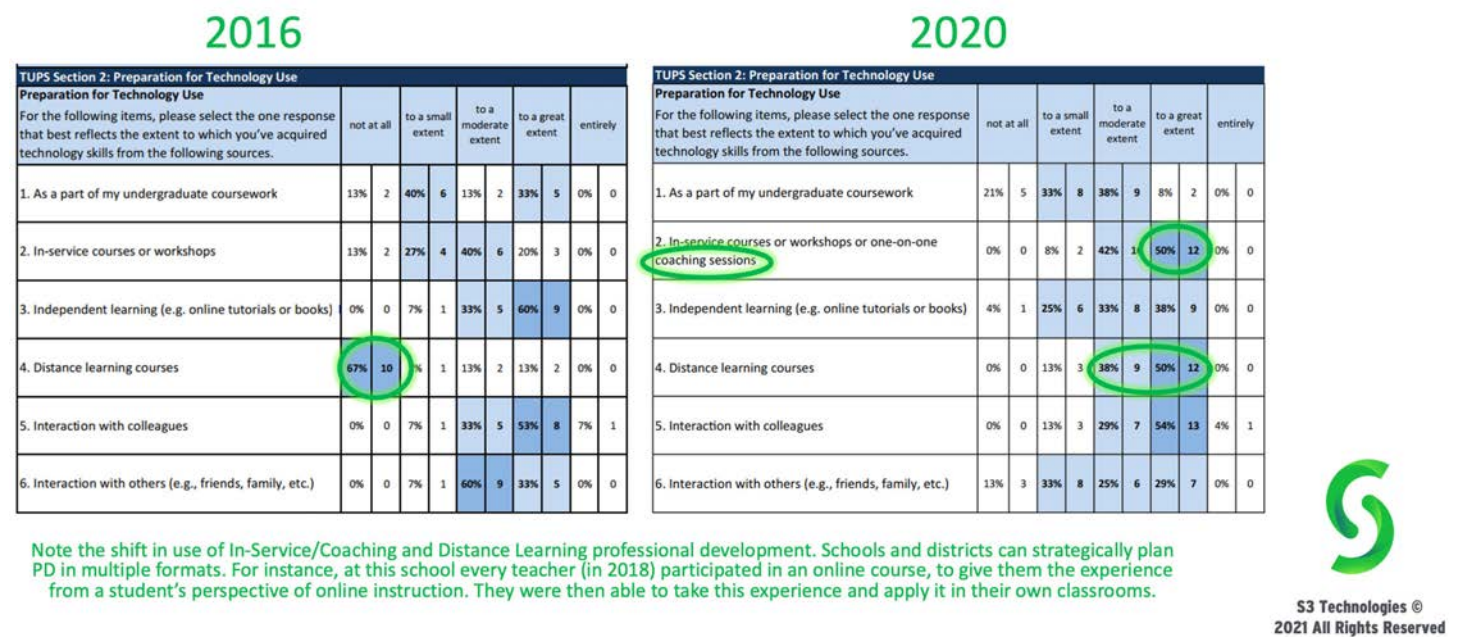 2016
TUPS Section 2: Preparation for Technology Use
Preparation for Technology Use
For the following items, please select the one response
that best reflects the extent to which you've acquired
technology skills from the following sources.
not at all
to a small
extent
to a
moderate
extent
to a great
extent
entirely
1. As a part of my undergraduate coursework 13% 2 40% 6 13% 2 33% 5 0% 0
2. In-service courses or workshops 13% 2 27% 4 40% 6 20% 3 0% 0
3. Independent learning (e.g. online tutorials or books) 0% 0 7% 1 33% 5 60% 9 0% 0
4. Distance learning courses 67% 10 % 1 13% 2 13% 2 0% 0
5. Interaction with colleagues 0% 0 7% 1 33% 5 53% 8 7% 1
6. Interaction with others (e.g., friends, family, etc.) 0% 0 7% 1 60% 9 33% 5 0% 0
2020
TUPS Section 2: Preparation for Technology Use
Preparation for Technology Use
For the following items, please select the one response
that best reflects the extent to which you've acquired
technology skills from the following sources.
not at all
to a small
extent
to a
moderate
extent
to a great
extent
entirely
1. As a part of my undergraduate coursework 21% 5 33% 8 38% 9 8% 2 0% 0
2. In-service courses or workshops or one-on-one
coaching sessions 0% 0 8% 2 42% 50% 12 0% 0
3. Independent learning (e.g. online tutorials or books) 4% 1 25% 6 33% 8 38% 9 0% 0
4. Distance learning courses 0% 0 13% 3 38% 9 50% 12 0% 0
5. Interaction with colleagues 0% 0 13% 3 29% 7 54% 13 4% 1
6. Interaction with others (e.g., friends, family, etc.) 13% 3 33% 8 25% 6 29% 7 0% 0
Note the shift in use of In-Service/Coaching and Distance Learning professional development. Schools and districts can strategically plan
PD in multiple formats. For instance, at this school every teacher (in 2018) participated in an online course, to give them the experience
from a student's perspective of online instruction. They were then able to take this experience and apply it in their own classrooms.
S3 Technologies ©
2021 All Rights Reserved